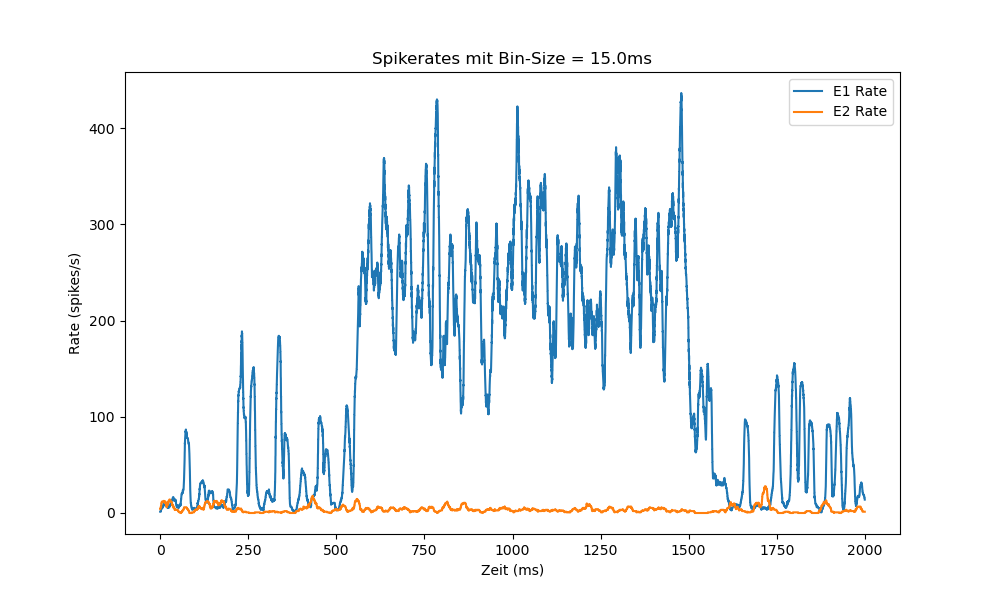 Spikerates mit Bin-Size = 15.0ms
E1 Rate
E2 Rate
Rate (spikes/s)
400
300
200
100
0
0 250 500 750 1000 1250 1500 1750 2000
Zeit (ms)